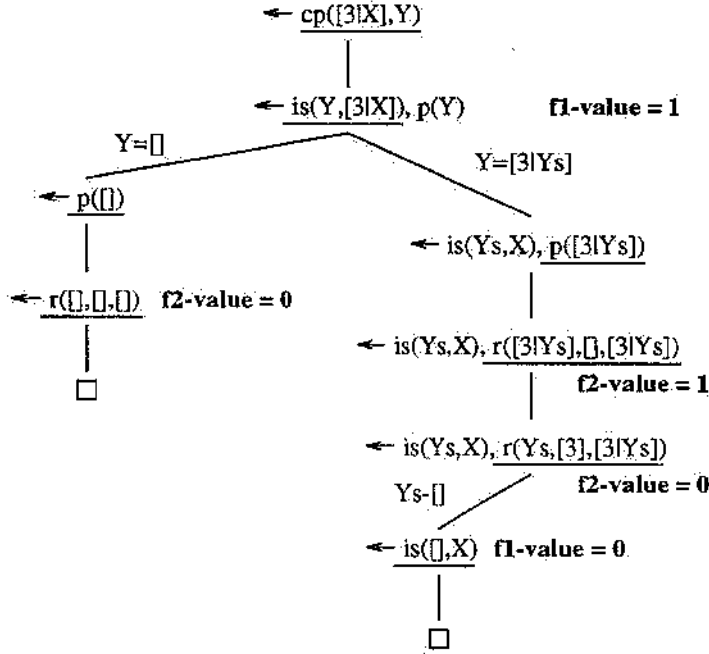 ← cp([3|X],Y)
← is(Y,[3|X]), p(Y) f1-value = 1
Y=[]
Y=[3|Ys]
← p([])
← is(Ys,X), p([3|Ys])
← r([],[],[]) f2-value = 0
← is(Ys,X), r([3|Ys],[],[3|Ys])
f2-value = 1
← is(Ys,X), r(Ys,[3],[3|Ys])
f2-value = 0
Ys-[]
← is([],X) f1-value = 0